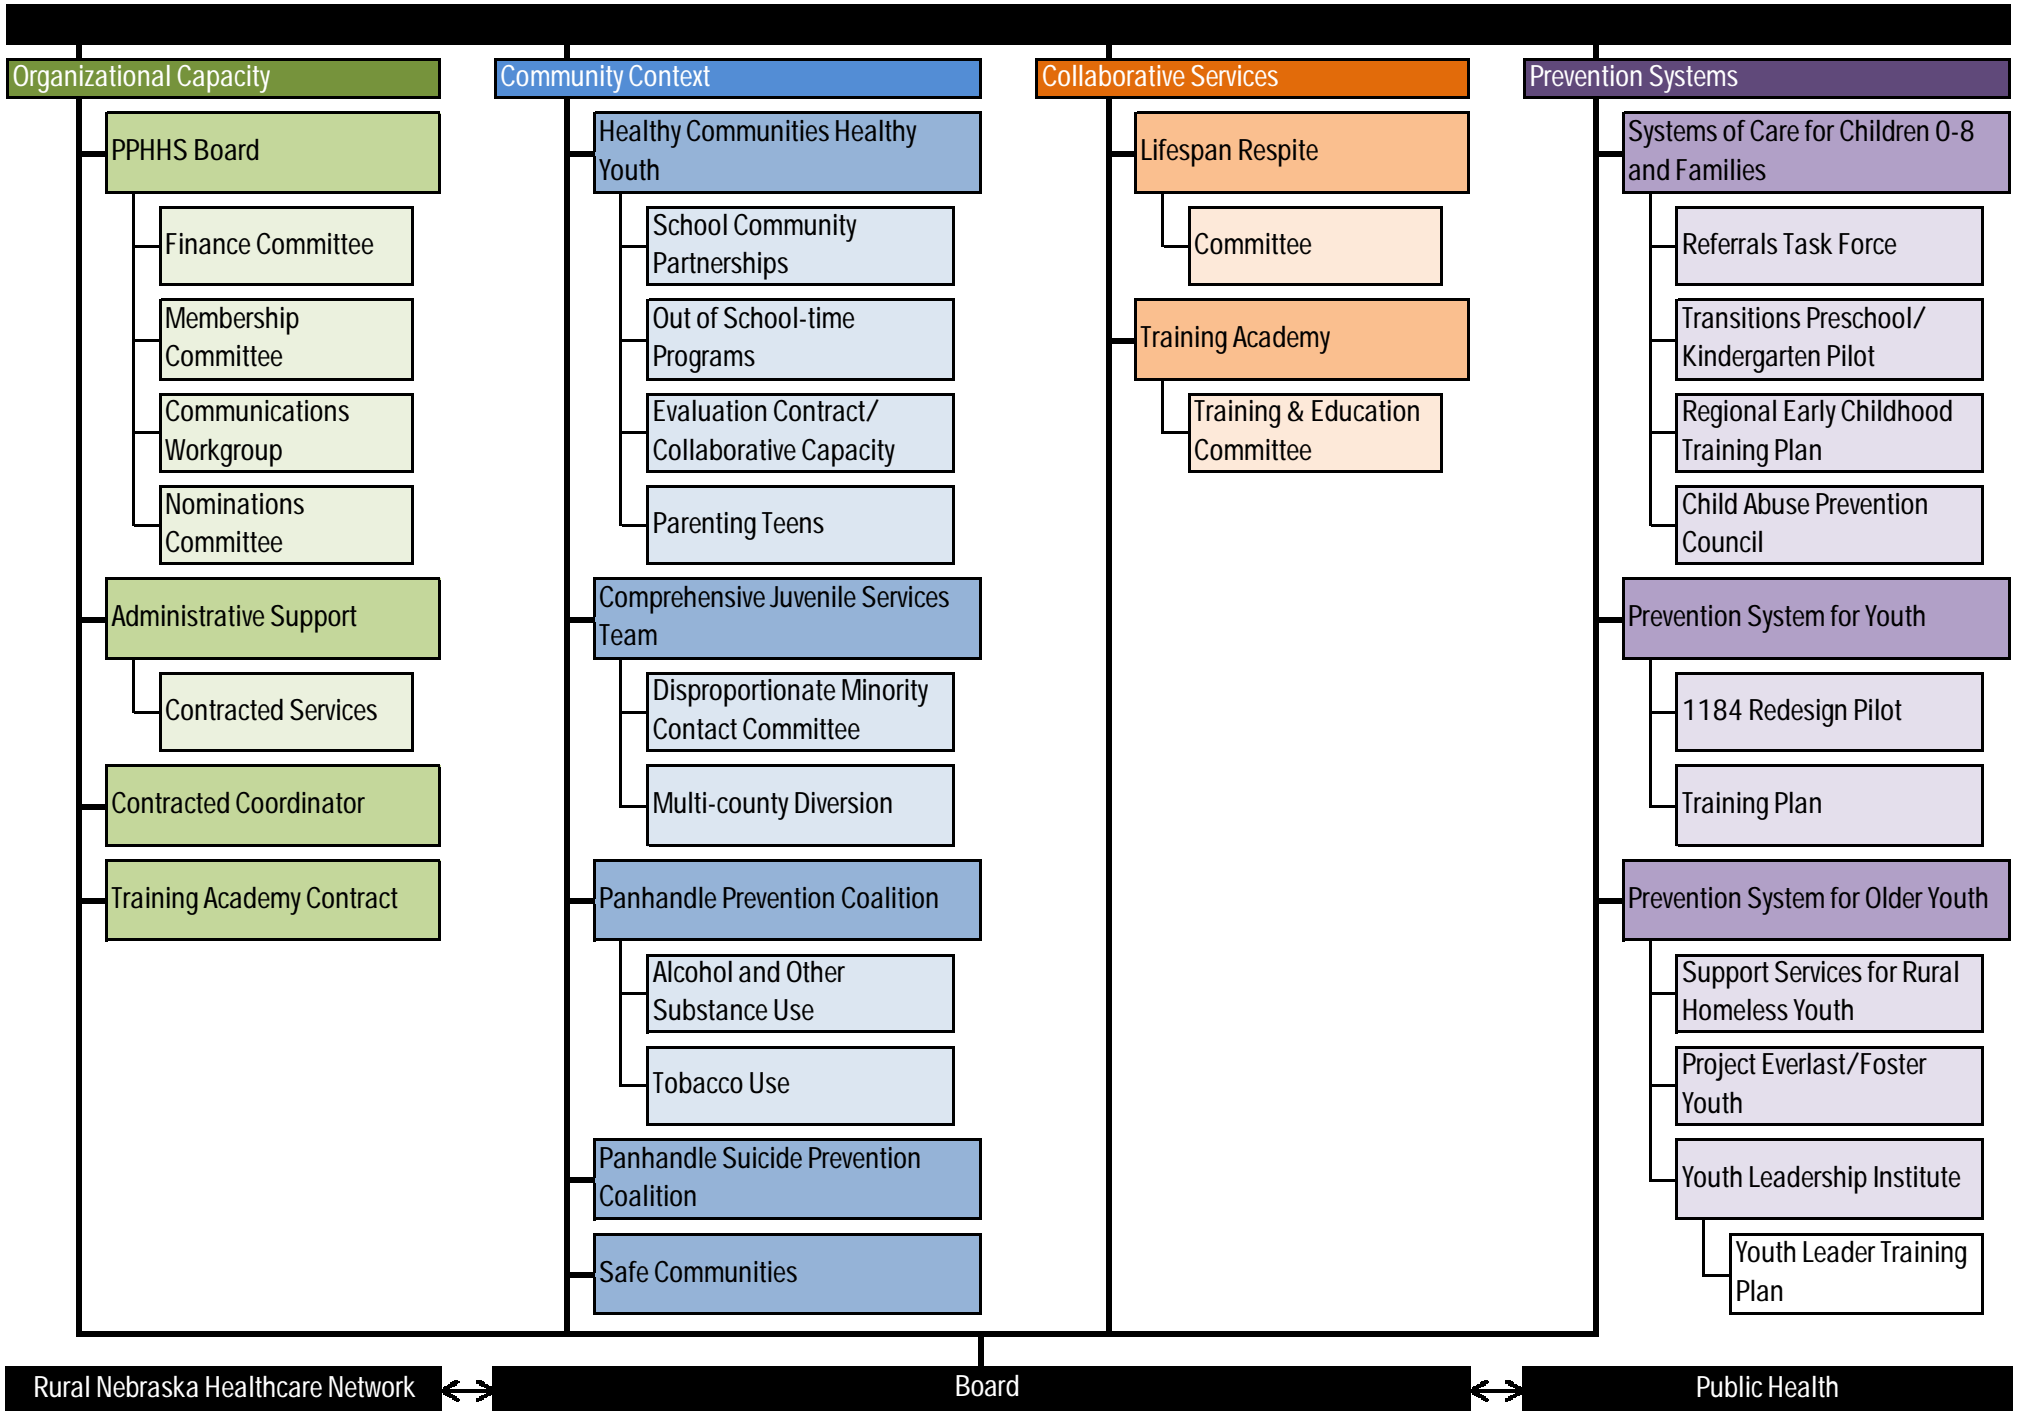 Organizational Capacity
PPHHS Board
Finance Committee
Membership
Committee
Communications
Workgroup
Nominations
Committee
Administrative Support
Contracted Services
Contracted Coordinator
Training Academy Contract
Community Context
Healthy Communities Healthy
Youth
School Community
Partnerships
Out of School-time
Programs
Evaluation Contract/
Collaborative Capacity
Parenting Teens
Comprehensive Juvenile Services
Team
Disproportionate Minority
Contact Committee
Multi-county Diversion
Panhandle Prevention Coalition
Alcohol and Other
Substance Use
Tobacco Use
Panhandle Suicide Prevention
Coalition
Safe Communities
Collaborative Services
Lifespan Respite
Committee
Training Academy
Training & Education
Committee
Prevention Systems
Systems of Care for Children 0-8
and Families
Referrals Task Force
Transitions Preschool/
Kindergarten Pilot
Regional Early Childhood
Training Plan
Child Abuse Prevention
Council
Prevention System for Youth
1184 Redesign Pilot
Training Plan
Prevention System for Older Youth
Support Services for Rural
Homeless Youth
Project Everlast/Foster
Youth
Youth Leadership Institute
Youth Leader Training
Plan
Rural Nebraska Healthcare Network
Board
Public Health